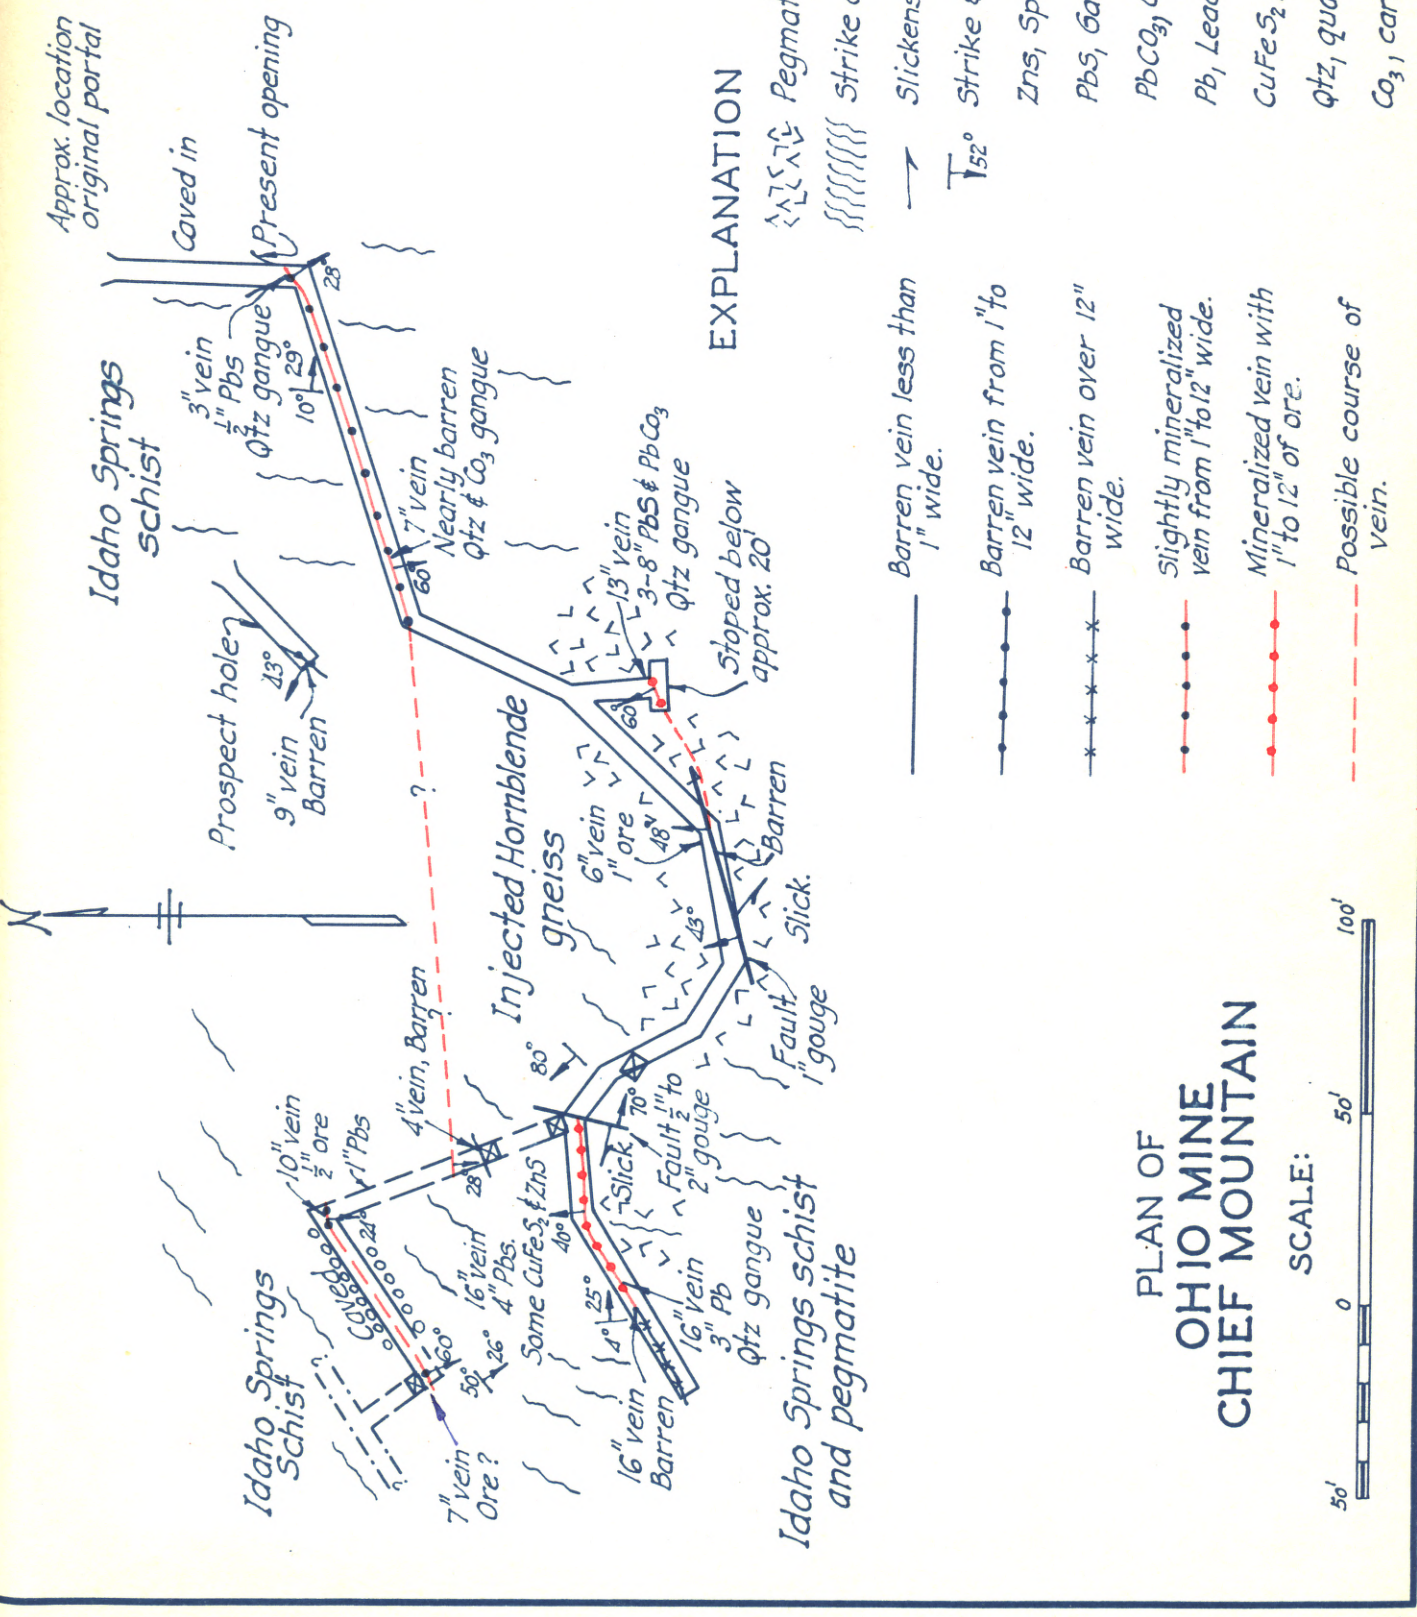 Approx. location
original portal
Caved in
Present opening
28°
Idaho Springs
schist
3" vein
1/2" Pbs
Qtz gangue
10°
29°
Prospect hole
43°
9" vein
Barren
7" vein
Nearly barren
Qtz & Co3 gangue
60°
?
13" vein
3-8" PbS & PbCo3
Qtz gangue
Stoped below
approx. 20'
60°
Injected Hornblende
gneiss
6" vein
1" ore
48°
Barren
43°
Slick.
Fault
1" gouge
80°
70°
Fault 1/2" to
2" gouge
Slick
4" vein, Barren
?
28°
10" vein
1/2" ore
1" Pbs
24°
Caved
Idaho Springs
Schist
?
?
60°
50°
26°
7" vein
Ore?
16" vein
4" Pbs.
Some CuFeS2 & ZnS
40°
25°
4°
16" vein
3" Pb
Qtz gangue
16" vein
Barren
Idaho Springs schist
and pegmatite
EXPLANATION
Barren vein less than
1" wide.
Barren vein from 1" to
12" wide.
Barren vein over 12"
wide.
Slightly mineralized
vein from 1" to 12" wide.
Mineralized vein with
1" to 12" of ore.
Possible course of
vein.
Pegmat
Strike
Slickens
52°
Strike
Zns, Sp
Pbs, Ga
PbCO3,
Pb, Lead
CuFeS2
Qtz, qua
Co3, car
PLAN OF
OHIO MINE
CHIEF MOUNTAIN
SCALE:
50' 0 50' 100'